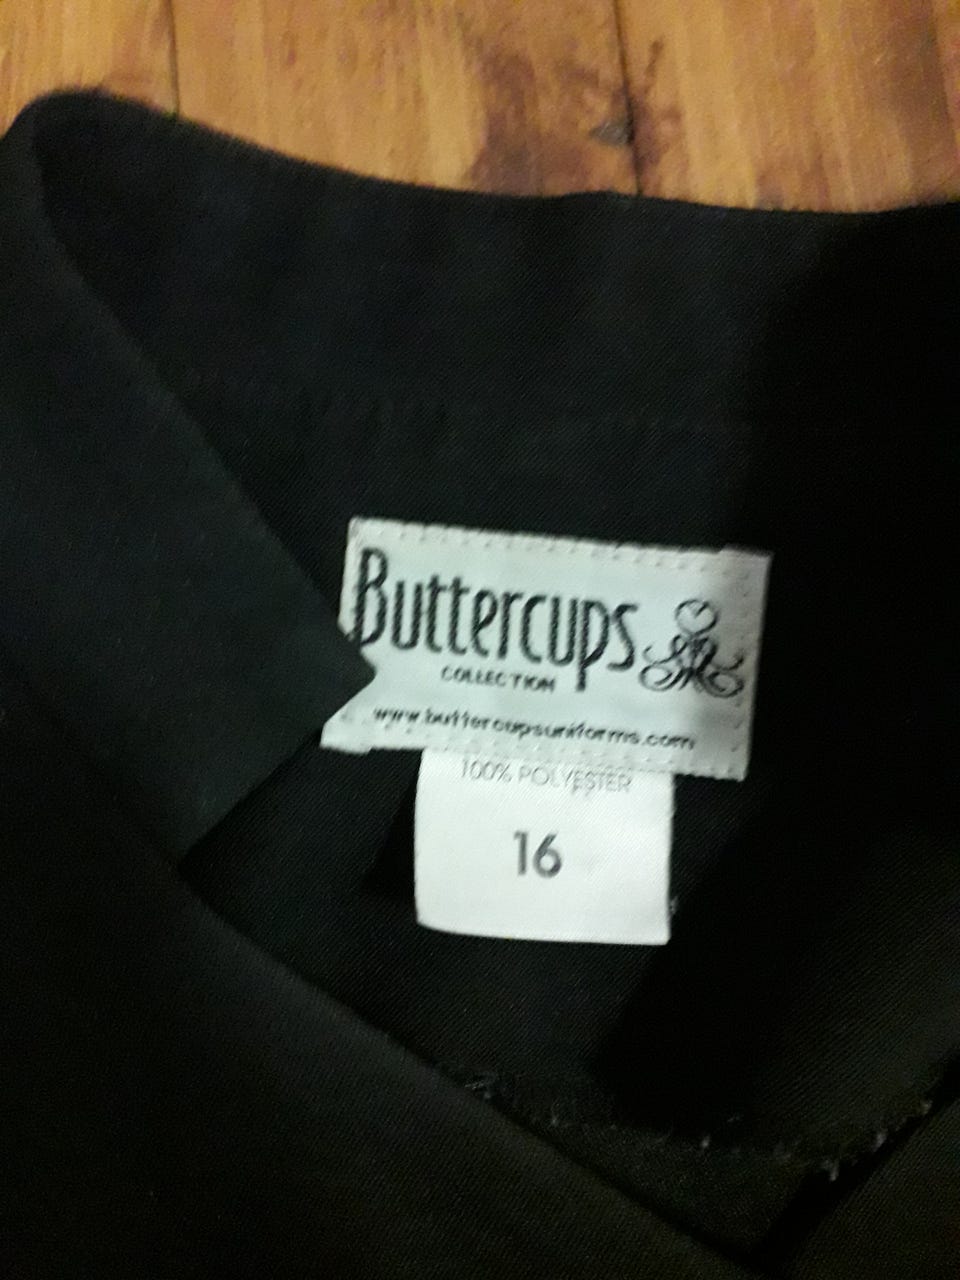 Buttercups
COLLECTION
www.buttercupsuniforms.com
100% POLYESTER
16